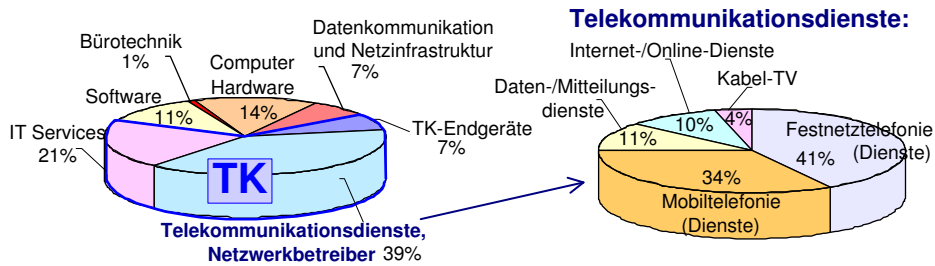 Telekommunikationsdienste:
Bürotechnik
1%
Computer
Hardware
14%
Datenkommunikation
und Netzinfrastruktur
7%
Software
11%
IT Services
21%
TK-Endgeräte
7%
TK
Telekommunikationsdienste,
Netzwerkbetreiber 39%
Internet-/Online-Dienste
10%
Kabel-TV
4%
Daten-/Mitteilungs-
dienste
11%
Festnetztelefonie
(Dienste)
41%
34%
Mobiltelefonie
(Dienste)